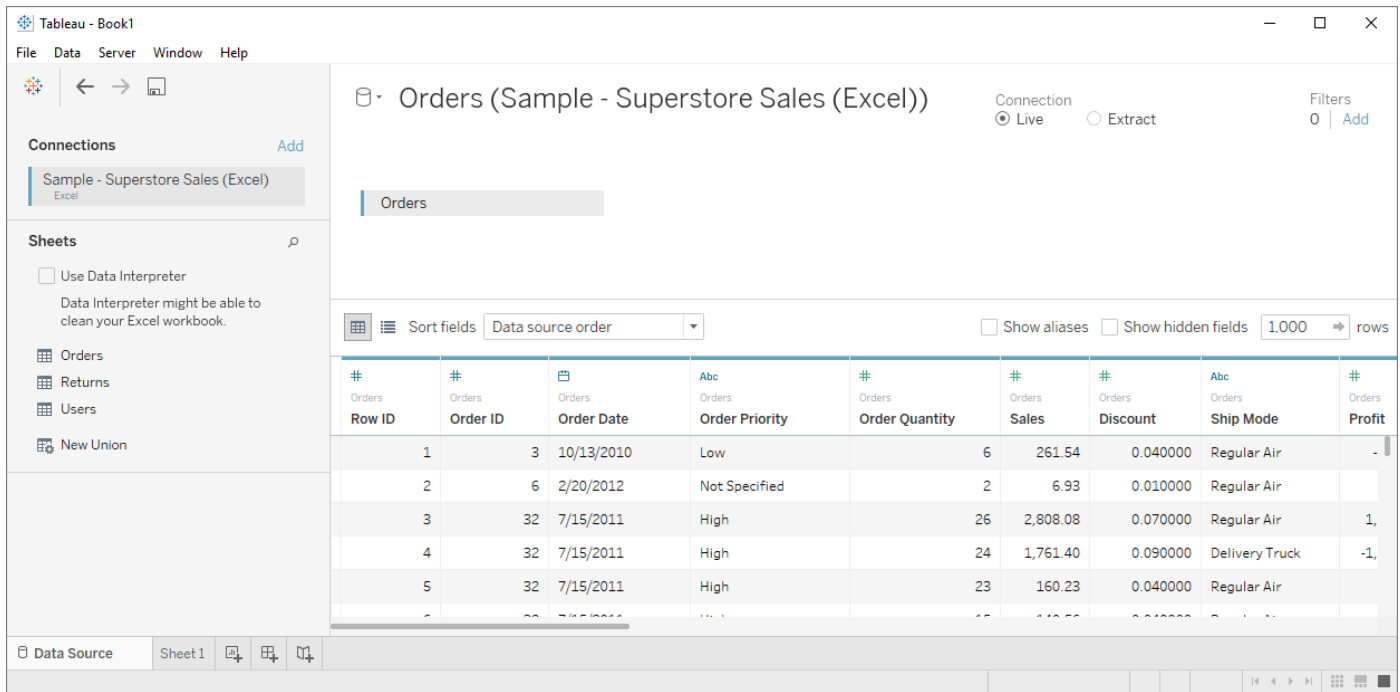 Tableau - Book1
File Data Server Window Help
Orders (Sample - Superstore Sales (Excel))
Connection
Live Extract
Filters
0 Add
Connections Add
Sample - Superstore Sales (Excel)
Excel
Orders
Sheets
Use Data Interpreter
Data Interpreter might be able to
clean your Excel workbook.
Orders
Returns
Users
New Union
Sort fields Data source order Show aliases Show hidden fields 1,000 rows
# # Abc # # # Abc #
Orders Orders Orders Orders Orders Orders Orders Orders Orders
Row ID Order ID Order Date Order Priority Order Quantity Sales Discount Ship Mode Profit
1 3 10/13/2010 Low 6 261.54 0.040000 Regular Air -
2 6 2/20/2012 Not Specified 2 6.93 0.010000 Regular Air
3 32 7/15/2011 High 26 2,808.08 0.070000 Regular Air 1,
4 32 7/15/2011 High 24 1,761.40 0.090000 Delivery Truck -1,
5 32 7/15/2011 High 23 160.23 0.040000 Regular Air
Data Source Sheet 1